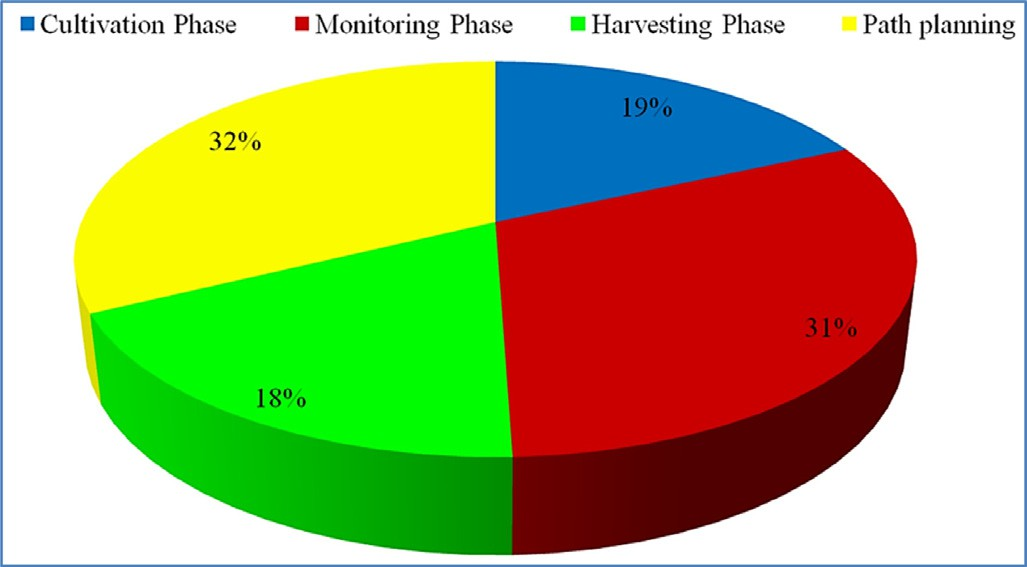 Cultivation Phase Monitoring Phase Harvesting Phase Path planning
19%
32%
31%
18%